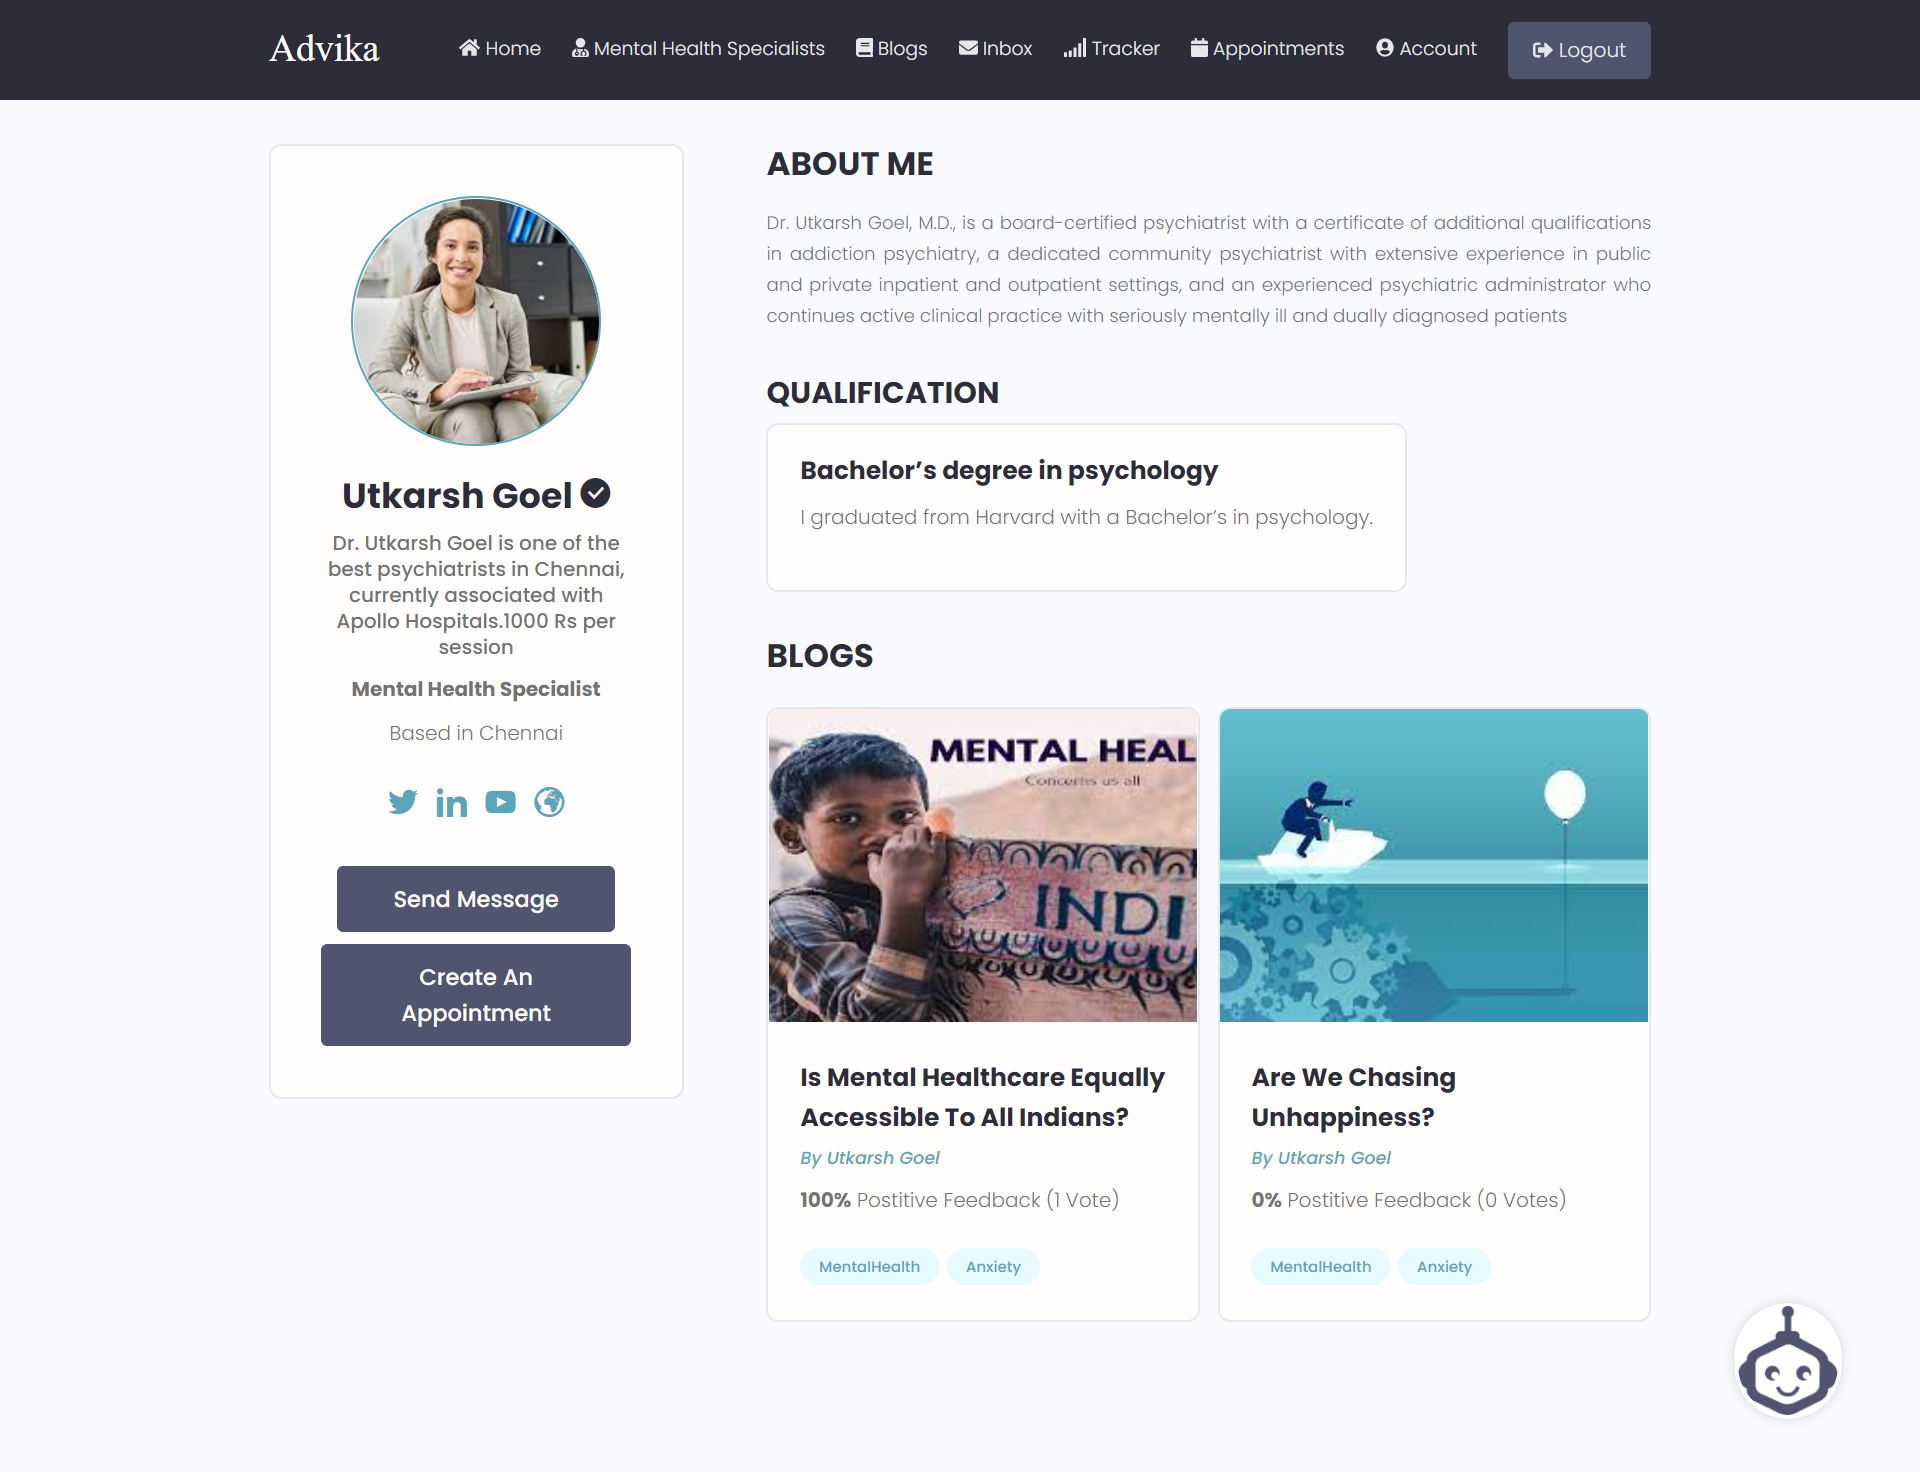 Advika
Home
Mental Health Specialists
Blogs
Inbox
Tracker
Appointments
Account
Logout
Utkarsh Goel
Dr. Utkarsh Goel is one of the
best psychiatrists in Chennai,
currently associated with
Apollo Hospitals.1000 Rs per
session
Mental Health Specialist
Based in Chennai
Send Message
Create An
Appointment
ABOUT ME
Dr. Utkarsh Goel, M.D., is a board-certified psychiatrist with a certificate of additional qualifications
in addiction psychiatry, a dedicated community psychiatrist with extensive experience in public
and private inpatient and outpatient settings, and an experienced psychiatric administrator who
continues active clinical practice with seriously mentally ill and dually diagnosed patients
QUALIFICATION
Bachelor’s degree in psychology
I graduated from Harvard with a Bachelor’s in psychology.
BLOGS
MENTAL HEAL
Concerns us all
INDI
Is Mental Healthcare Equally
Accessible To All Indians?
By Utkarsh Goel
100% Postitive Feedback (1 Vote)
MentalHealth
Anxiety
Are We Chasing
Unhappiness?
By Utkarsh Goel
0% Postitive Feedback (0 Votes)
MentalHealth
Anxiety